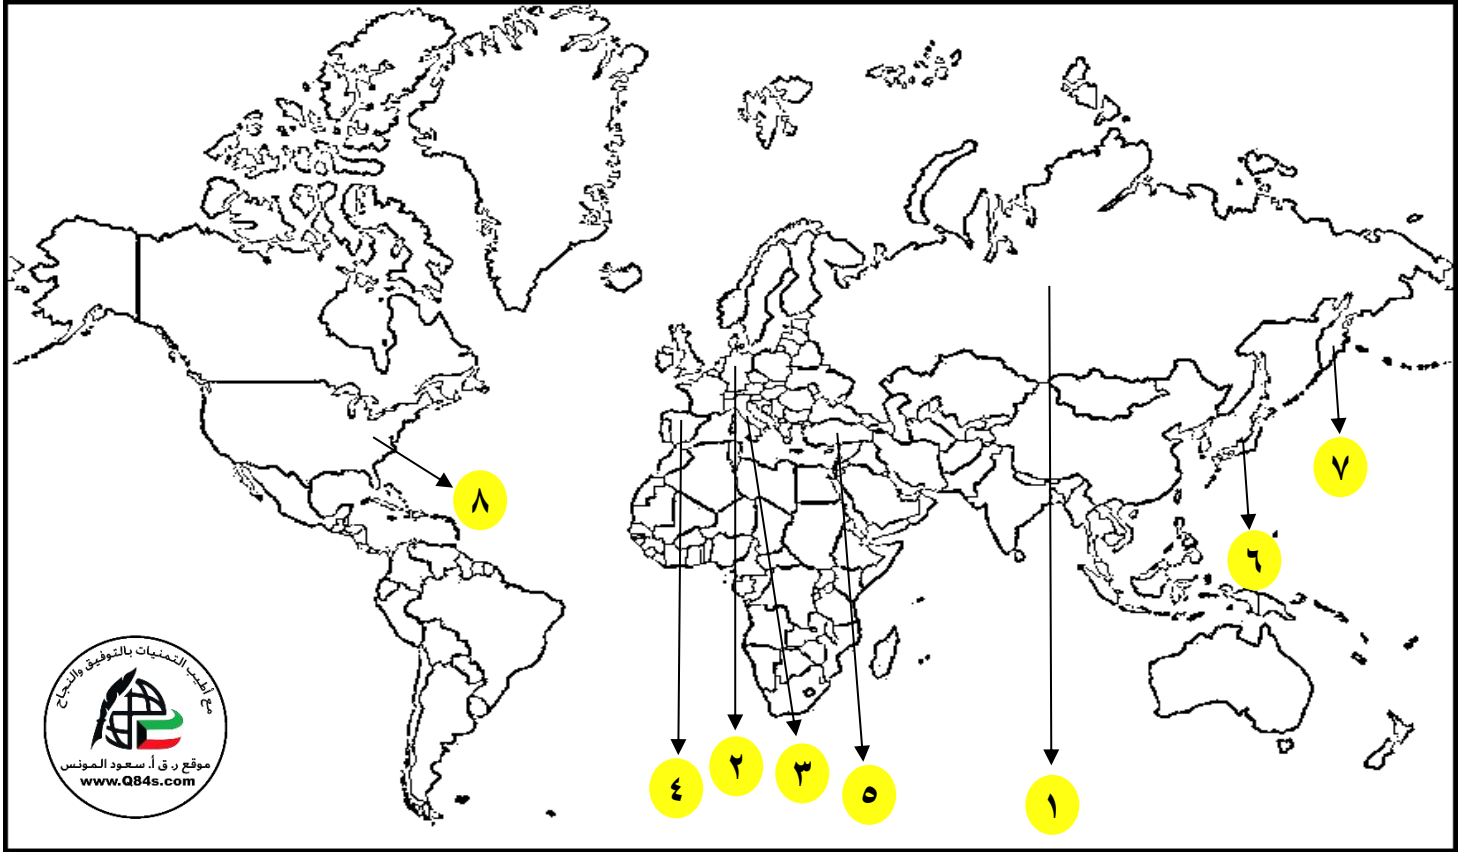 ٧
٨
٦
٤
٢
٣
٥
١
مع أطيب التمنيات بالتوفيق والنجاح
موقع ر. ق أ. سعود المونس
www.Q84s.com